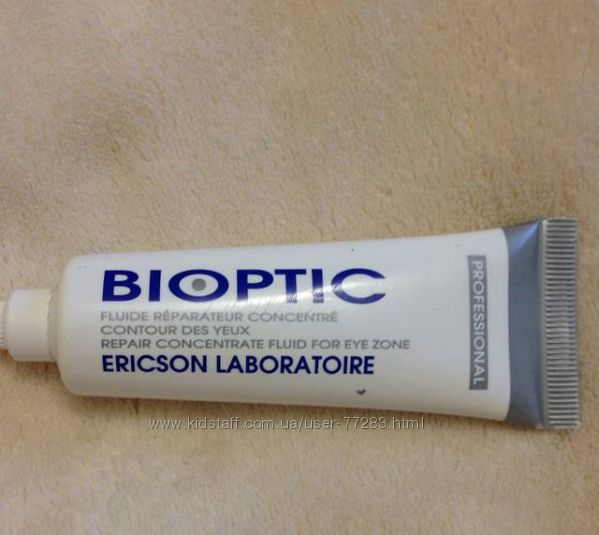 BIOPTIC
FLUIDE RÉPARATEUR CONCENTRÉ
CONTOUR DES YEUX
REPAIR CONCENTRATE FLUID FOR EYE ZONE
ERICSON LABORATOIRE
PROFESSIONAL
www.kidstaff.com.ua/user-77283.html